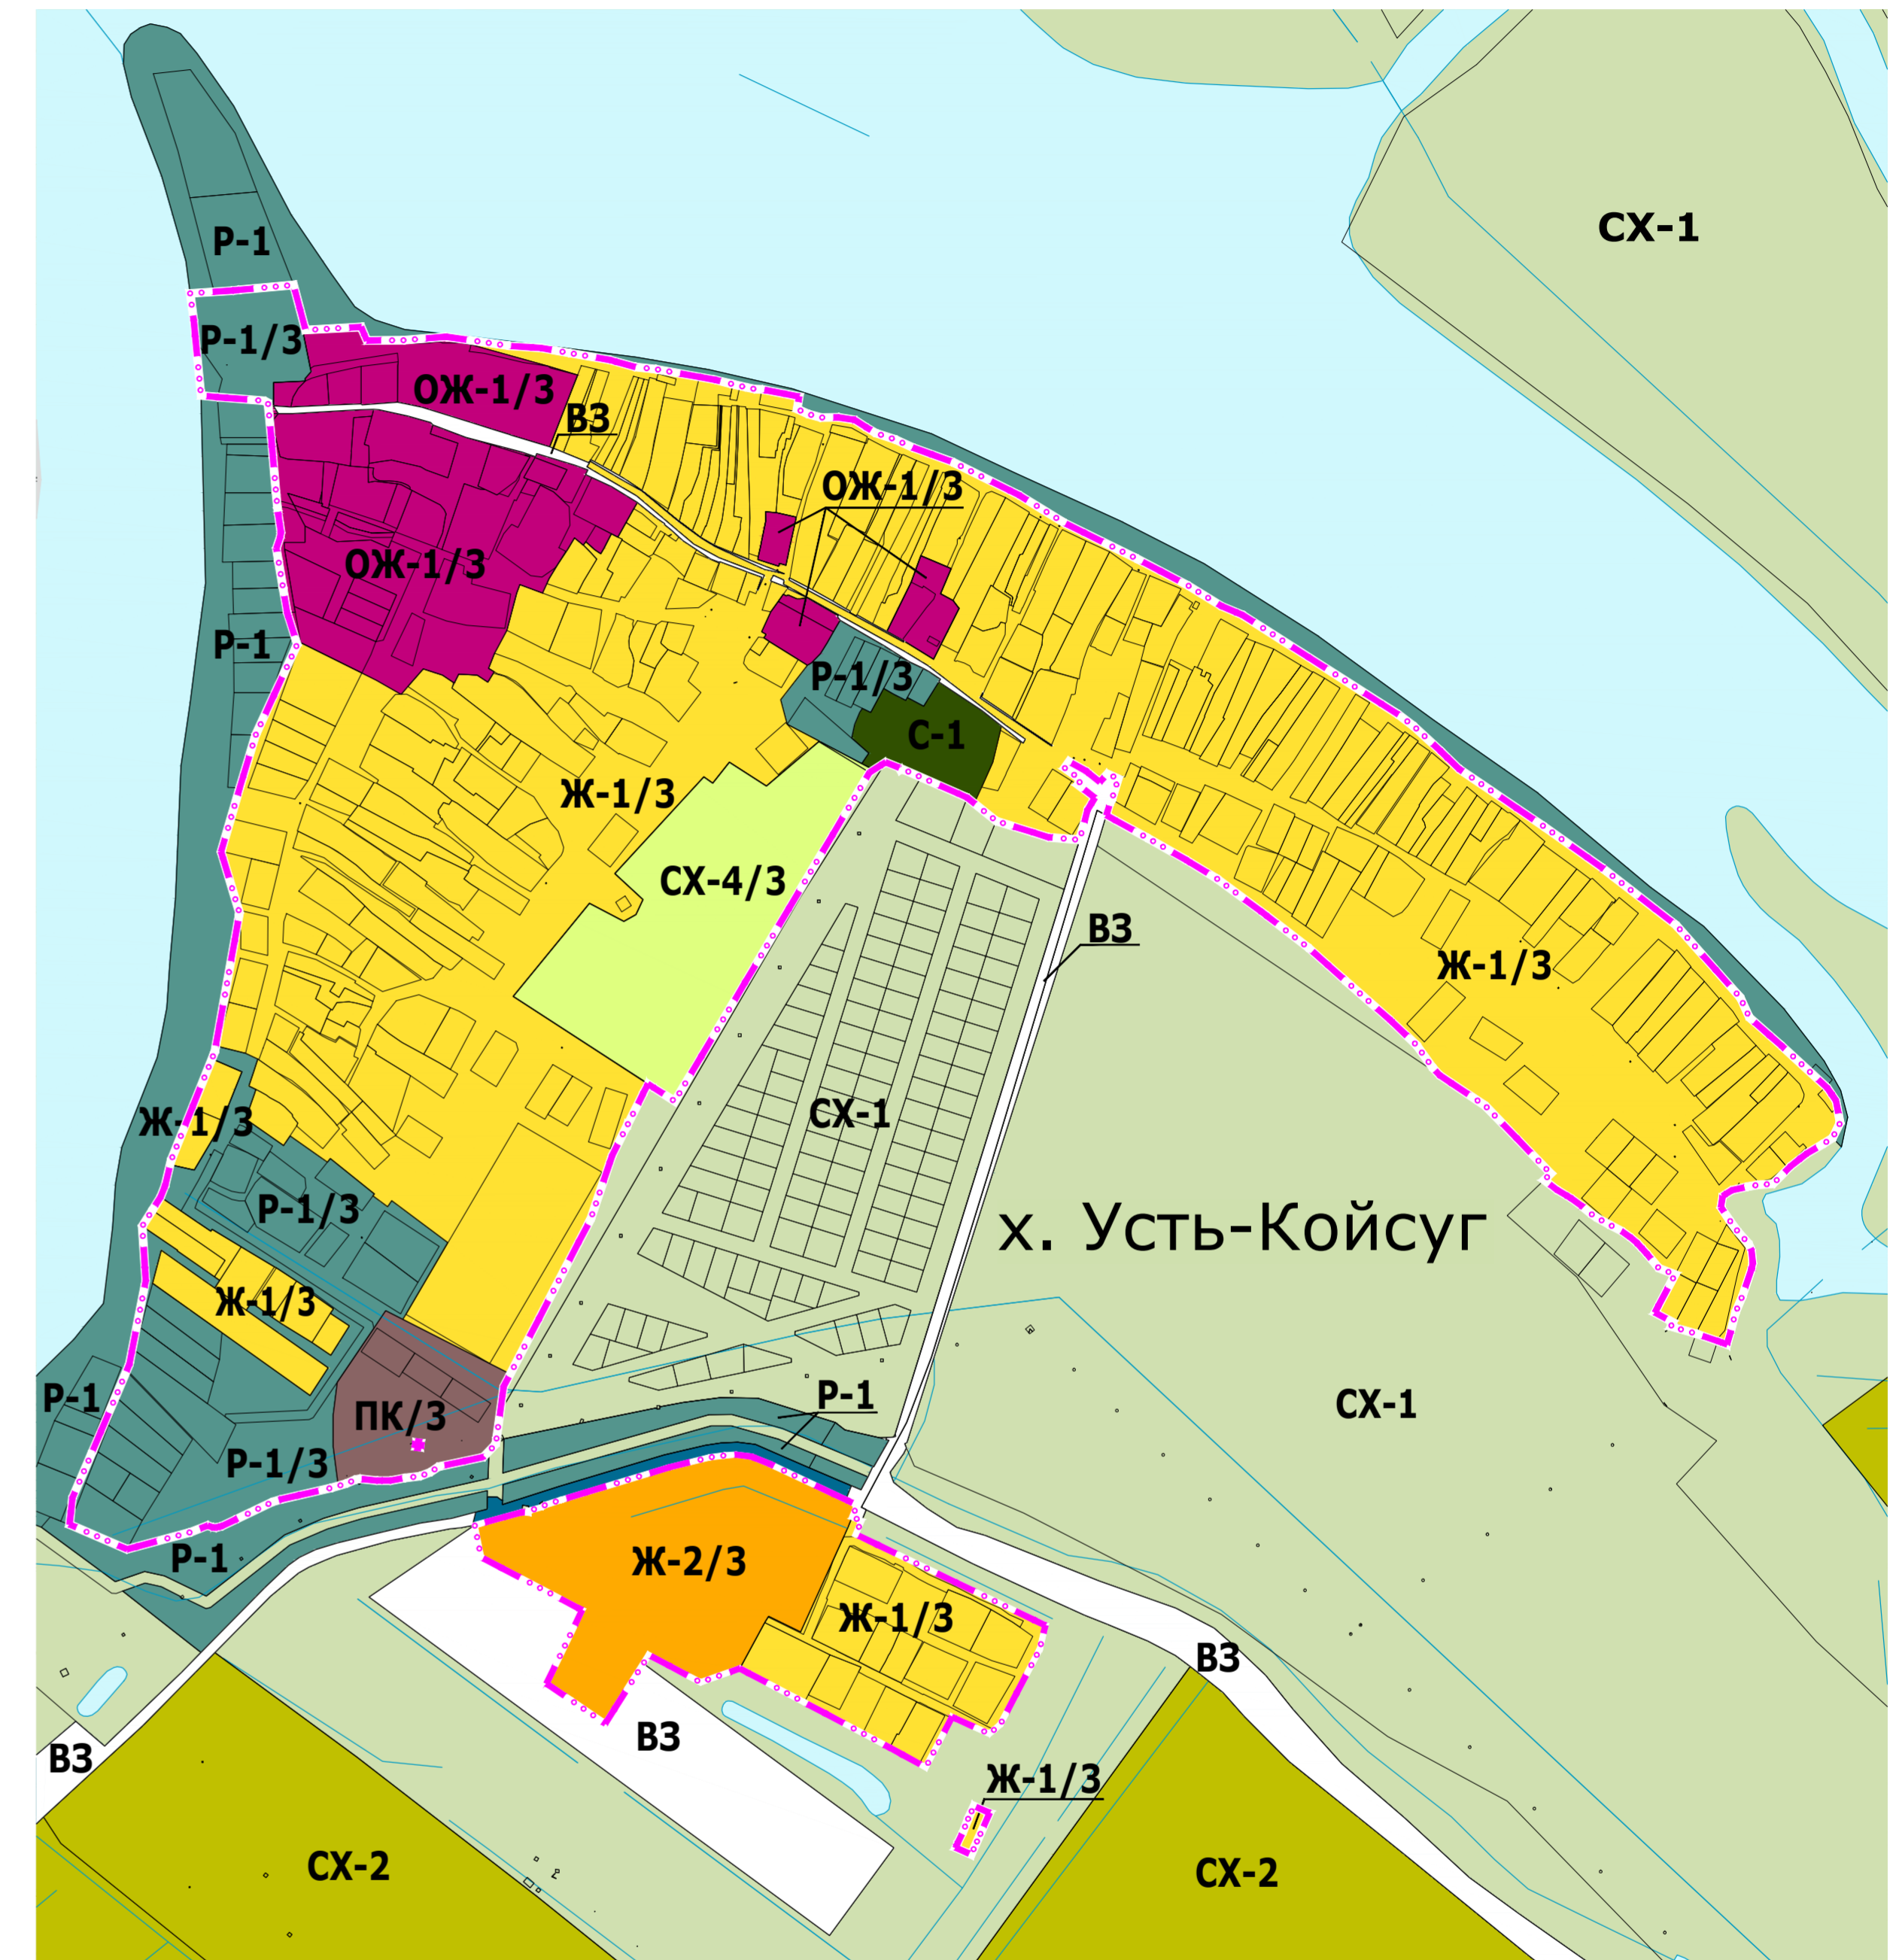 СХ-1
Р-1
Р-1/3
ОЖ-1/3
ВЗ
ОЖ-1/3
ОЖ-1/3
Р-1
Р-1/3
С-1
Ж-1/3
СХ-4/3
ВЗ
Ж-1/3
СХ-1
Ж-1/3
Р-1/3
х. Усть-Койсуг
Ж-1/3
Р-1
Р-1
СХ-1
ПК/3
Р-1/3
Р-1
Ж-2/3
Ж-1/3
ВЗ
ВЗ
ВЗ
Ж-1/3
СХ-2
СХ-2